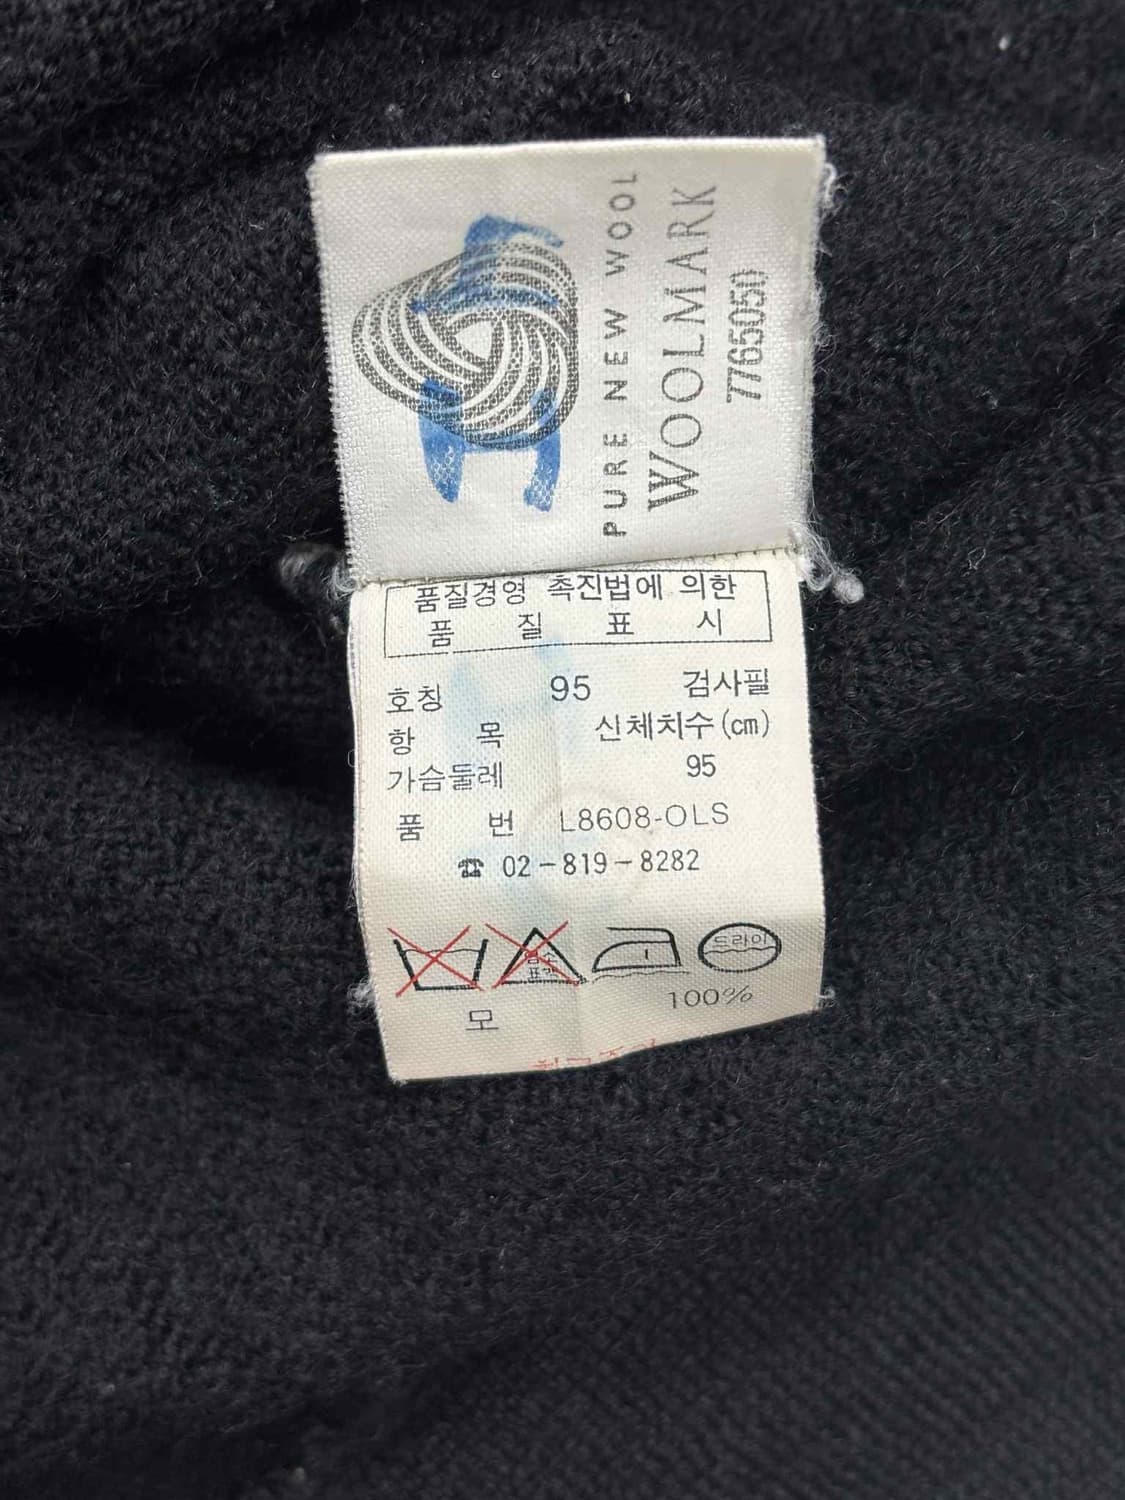 PURE NEW WOOL
WOOLMARK
7765050
품질경영 촉진법에 의한
품 질 표 시
호칭 95 검사필
항 목 신체치수(cm)
가슴둘레 95
품 번 L8608-OLS
☎ 02-819-8282
드라이
100%
모